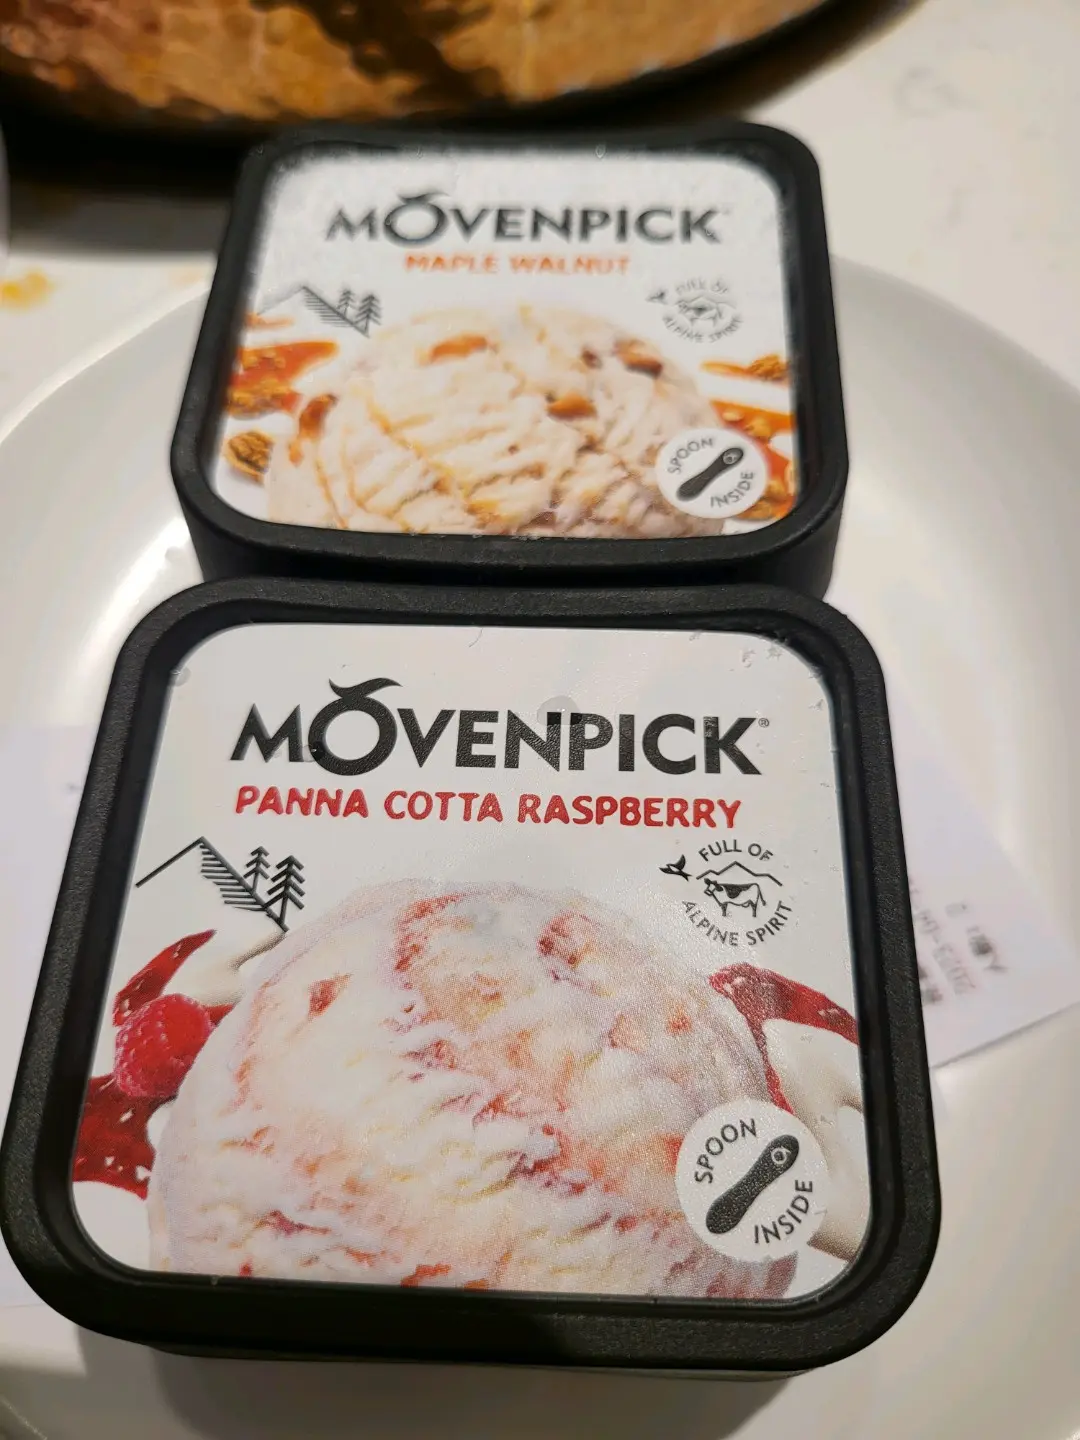 MÖVENPICK
MAPLE WALNUT
FULL OF
ALPINE SPIRIT
SPOON
INSIDE
MÖVENPICK®
PANNA COTTA RASPBERRY
FULL OF
ALPINE SPIRIT
SPOON
INSIDE